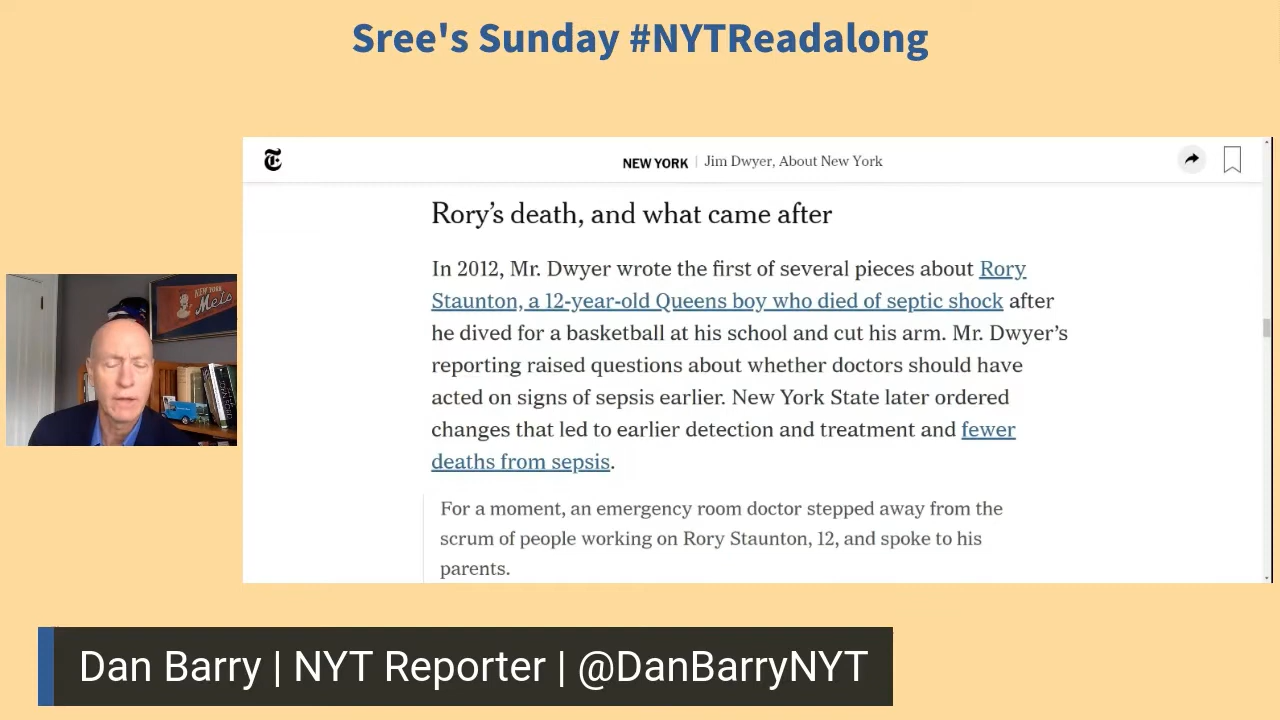 Sree's Sunday #NYTReadalong
NEW YORK | Jim Dwyer, About New York
Rory’s death, and what came after
In 2012, Mr. Dwyer wrote the first of several pieces about Rory
Staunton, a 12-year-old Queens boy who died of septic shock after
he dived for a basketball at his school and cut his arm. Mr. Dwyer’s
reporting raised questions about whether doctors should have
acted on signs of sepsis earlier. New York State later ordered
changes that led to earlier detection and treatment and fewer
deaths from sepsis.
For a moment, an emergency room doctor stepped away from the
scrum of people working on Rory Staunton, 12, and spoke to his
parents.
NEW YORK
Mets
Dan Barry | NYT Reporter | @DanBarryNYT